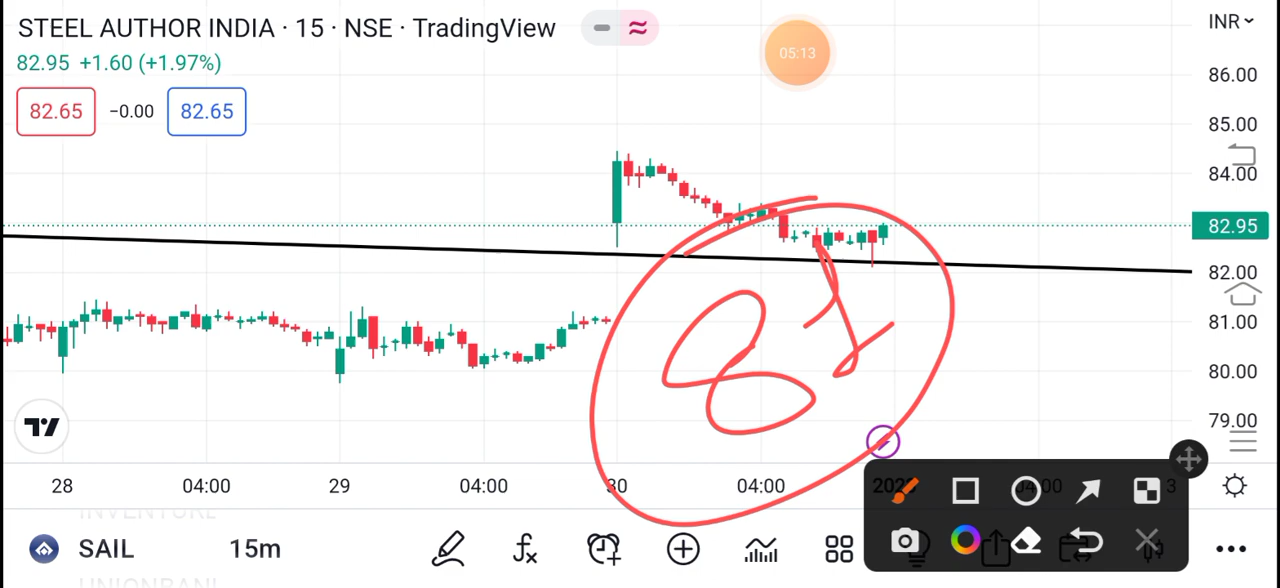 STEEL AUTHOR INDIA · 15 · NSE · TradingView
INR
05:13
82.95 +1.60 (+1.97%)
82.65 −0.00 82.65
86.00
85.00
84.00
82.95
82.00
81.00
80.00
79.00
28 04:00 29 04:00 30 04:00
SAIL 15m